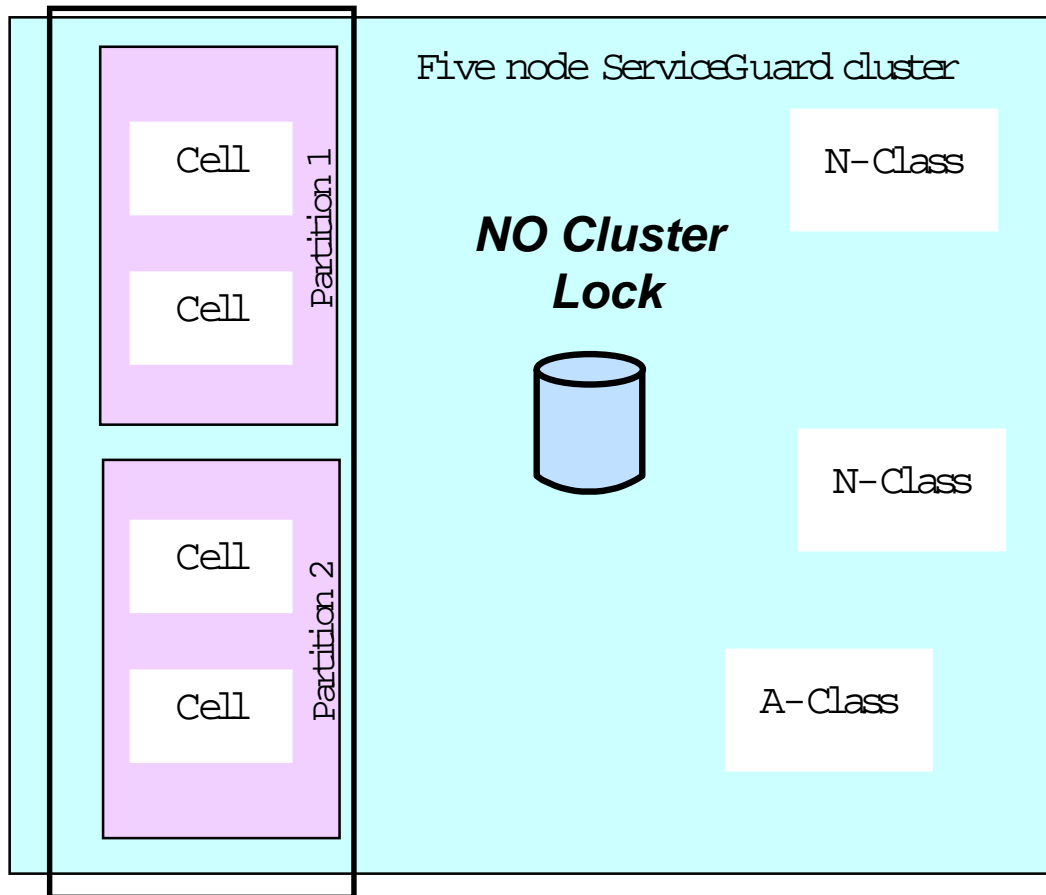 Five node ServiceGuard cluster
Cell
Cell
Partition 1
Cell
Cell
Partition 2
NO Cluster
Lock
N-Class
N-Class
A-Class